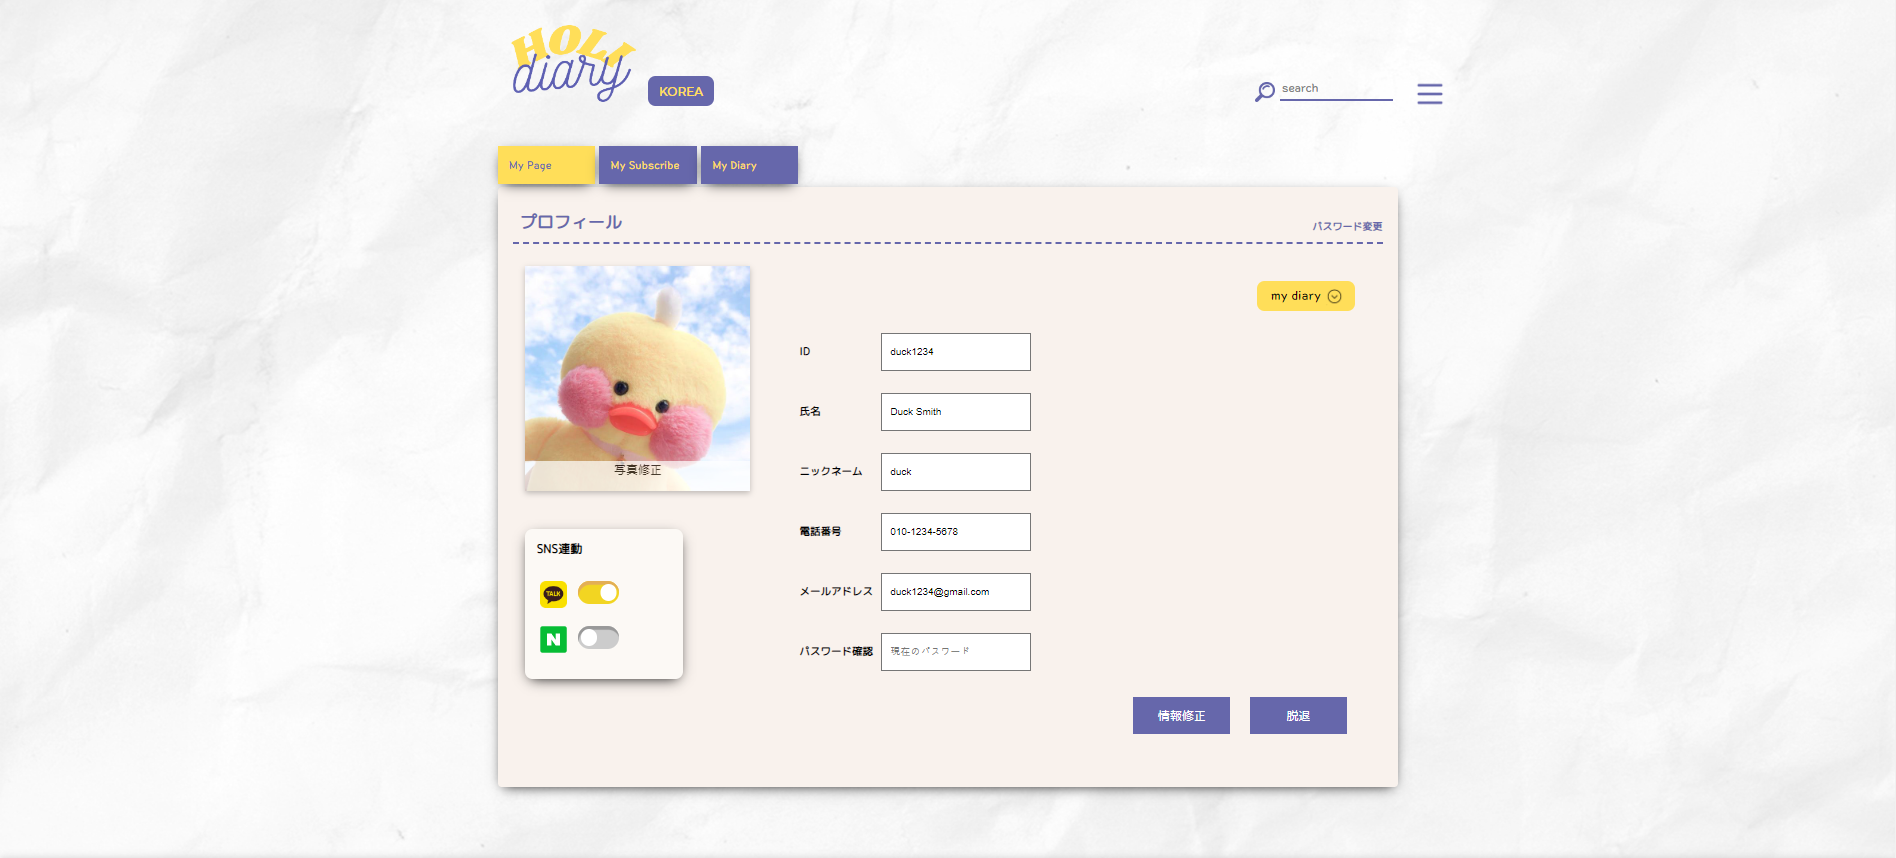 HOLI
diary
KOREA
search
My Page
My Subscribe
My Diary
プロフィール
パスワード変更
my diary
ID
duck1234
氏名
Duck Smith
ニックネーム
duck
電話番号
010-1234-5678
メールアドレス
duck1234@gmail.com
パスワード確認
現在のパスワード
写真修正
SNS連動
TALK
N
情報修正
脱退